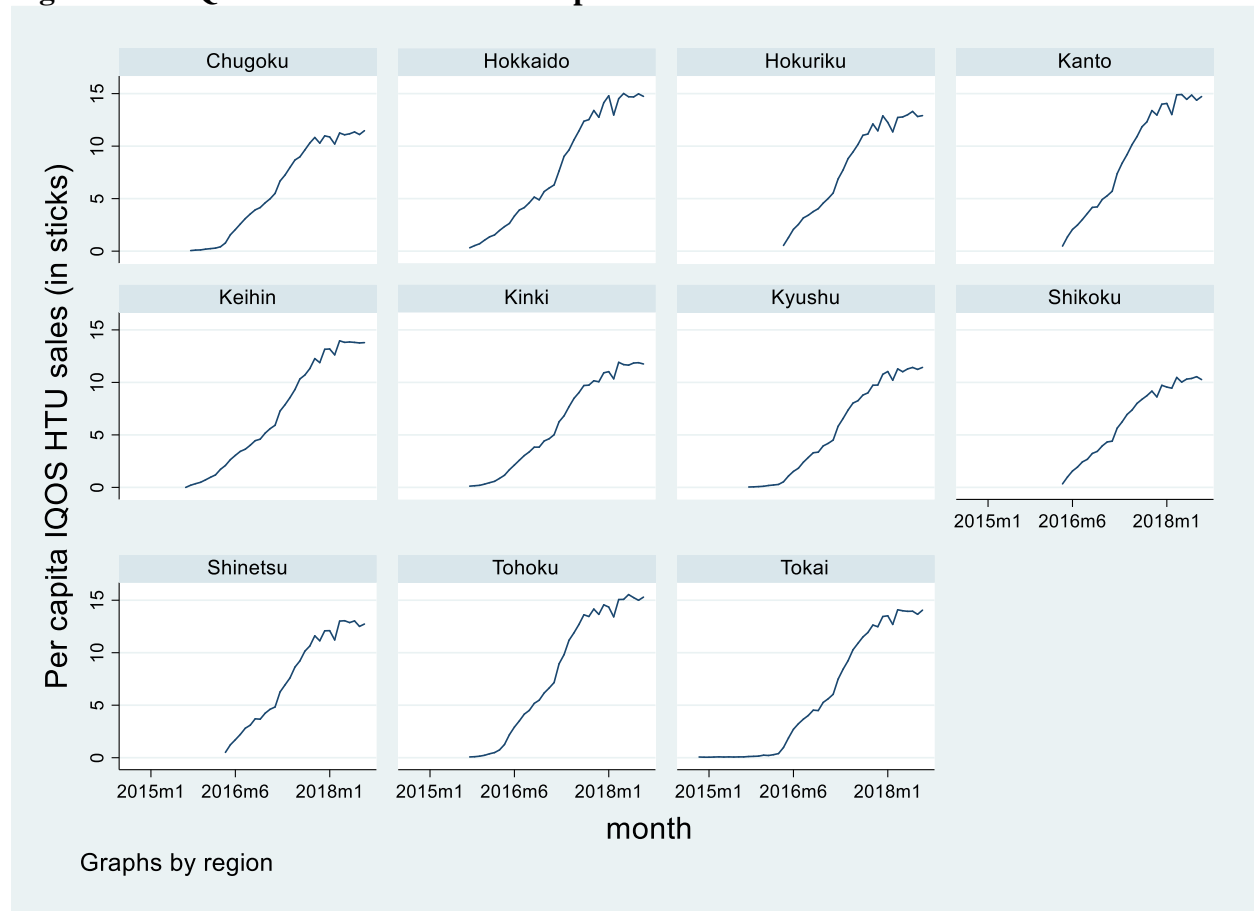 Chugoku Hokkaido Hokuriku Kanto
15
10
5
0
Keihin Kinki Kyushu Shikoku
15
10
5
0
2015m1 2016m6 2018m1
Shinetsu Tohoku Tokai
15
10
5
0
2015m1 2016m6 2018m1 2015m1 2016m6 2018m1 2015m1 2016m6 2018m1
Per capita IQOS HTU sales (in sticks)
month
Graphs by region